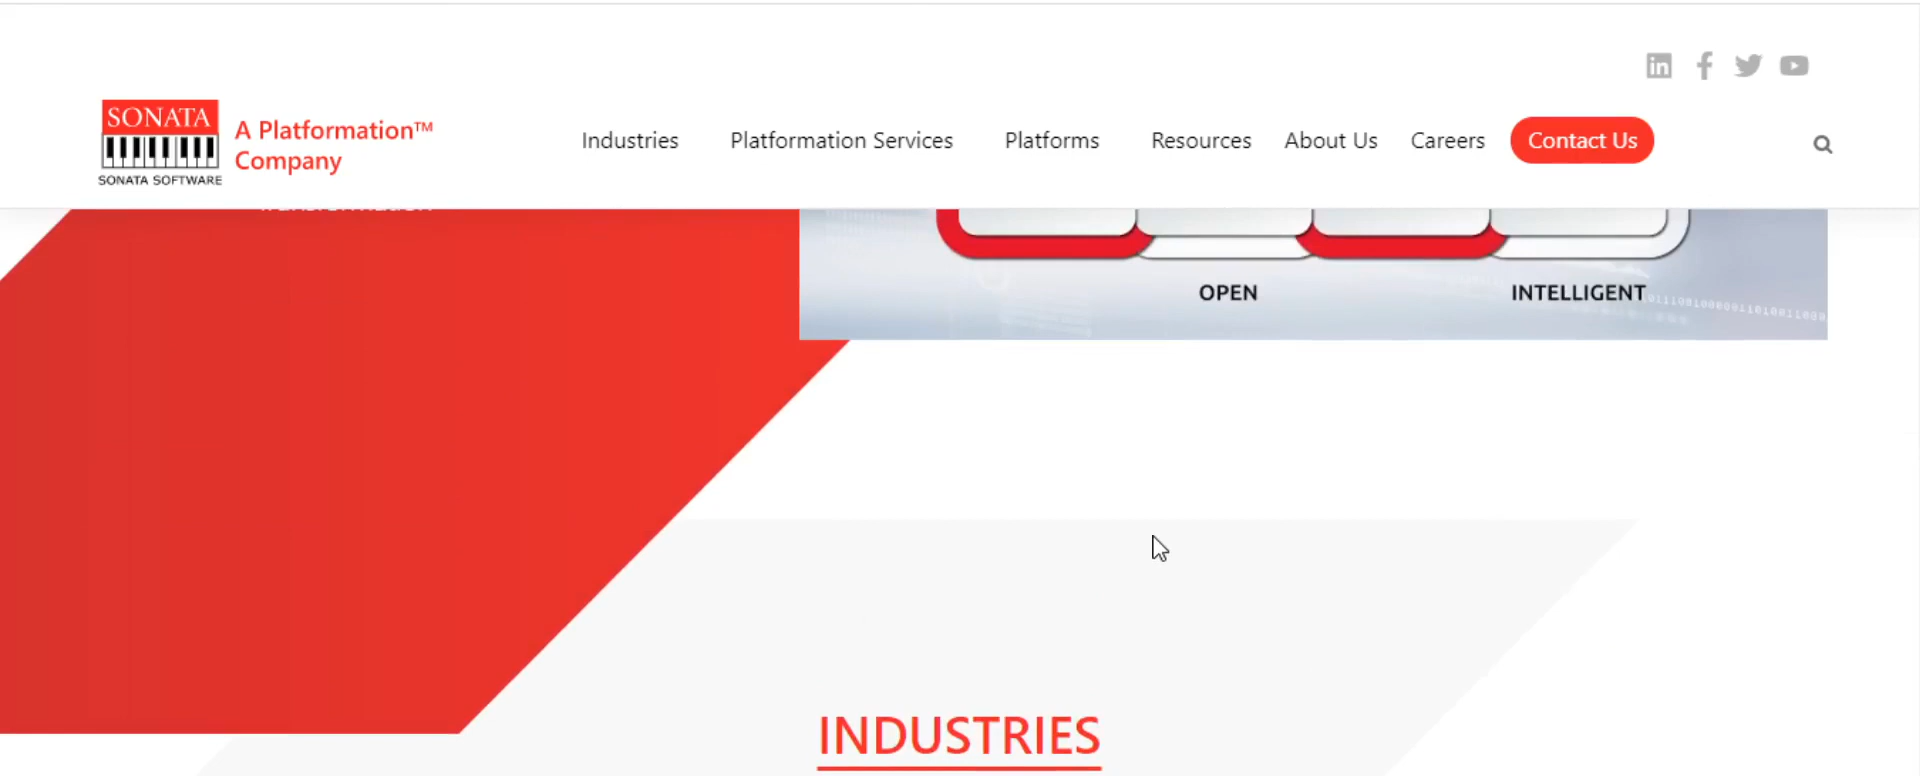 SONATA
SONATA SOFTWARE
A Platformation™
Company
Industries
Platformation Services
Platforms
Resources
About Us
Careers
Contact Us
OPEN
INTELLIGENT
INDUSTRIES